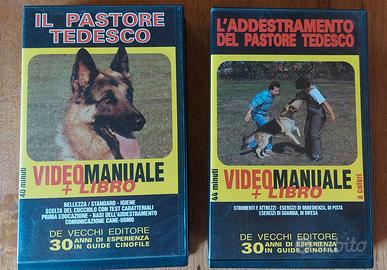 IL PASTORE
TEDESCO
40 minuti
VIDEOMANUALE
+ LIBRO
BELLEZZA / STANDARD - IGIENE
SCELTA DEL CUCCIOLO CON TEST CARATTERIALI
PRIMA EDUCAZIONE - BASI DELL'ADDESTRAMENTO
COMUNICAZIONE CANE-UOMO
DE VECCHI EDITORE
30 ANNI DI ESPERIENZA
IN GUIDE CINOFILE
L'ADDESTRAMENTO
DEL PASTORE TEDESCO
44 minuti
VIDEOMANUALE
+ LIBRO
a colori
STRUMENTI E ATTREZZI - ESERCIZI DI OBBEDIENZA, DI PISTA
ESERCIZI DI GUARDIA, DI DIFESA
DE VECCHI EDITORE
30 ANNI DI ESPERIENZA
IN GUIDE CINOFILE
subito